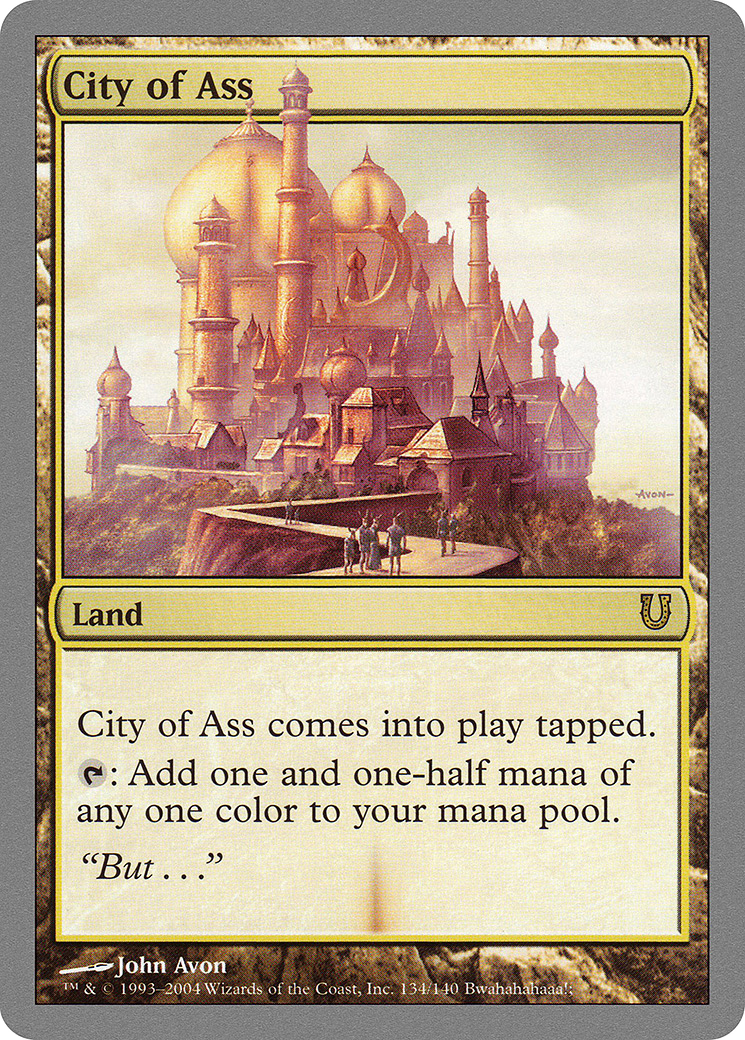 City of Ass
-AVON-
Land
City of Ass comes into play tapped.
: Add one and one-half mana of
any one color to your mana pool.
“But . . .”
John Avon
™ & © 1993–2004 Wizards of the Coast, Inc. 134/140 Bwahahahaaa!;